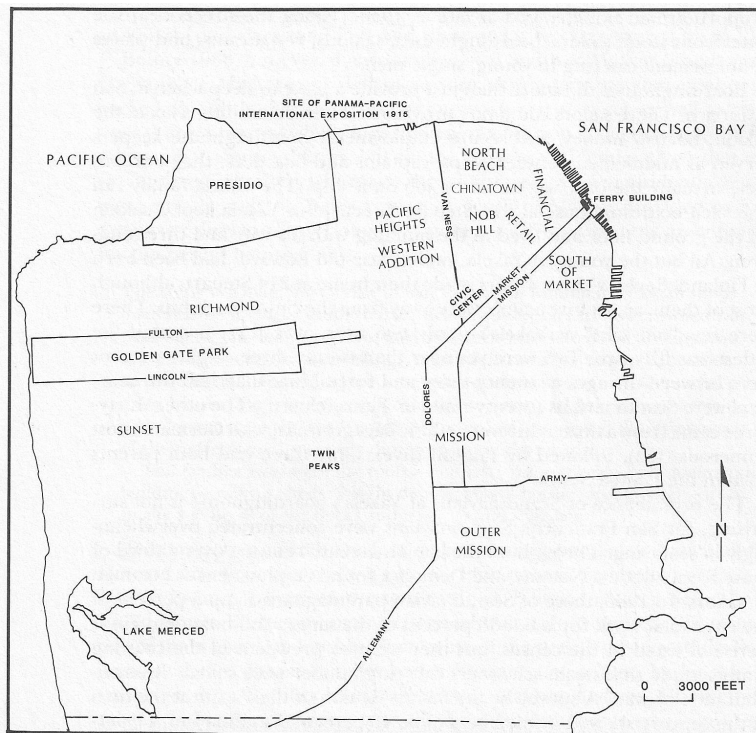 SITE OF PANAMA-PACIFIC
INTERNATIONAL EXPOSITION 1915
SAN FRANCISCO BAY
PACIFIC OCEAN
PRESIDIO
NORTH
BEACH
CHINATOWN
FINANCIAL
FERRY BUILDING
VAN NESS
NOB
HILL
RETAIL
PACIFIC
HEIGHTS
WESTERN
ADDITION
SOUTH
OF
MARKET
CIVIC
CENTER
MARKET
MISSION
RICHMOND
FULTON
GOLDEN GATE PARK
LINCOLN
DOLORES
SUNSET
MISSION
TWIN
PEAKS
ARMY
N
OUTER
MISSION
LAKE MERCED
ALLEMANY
3000 FEET